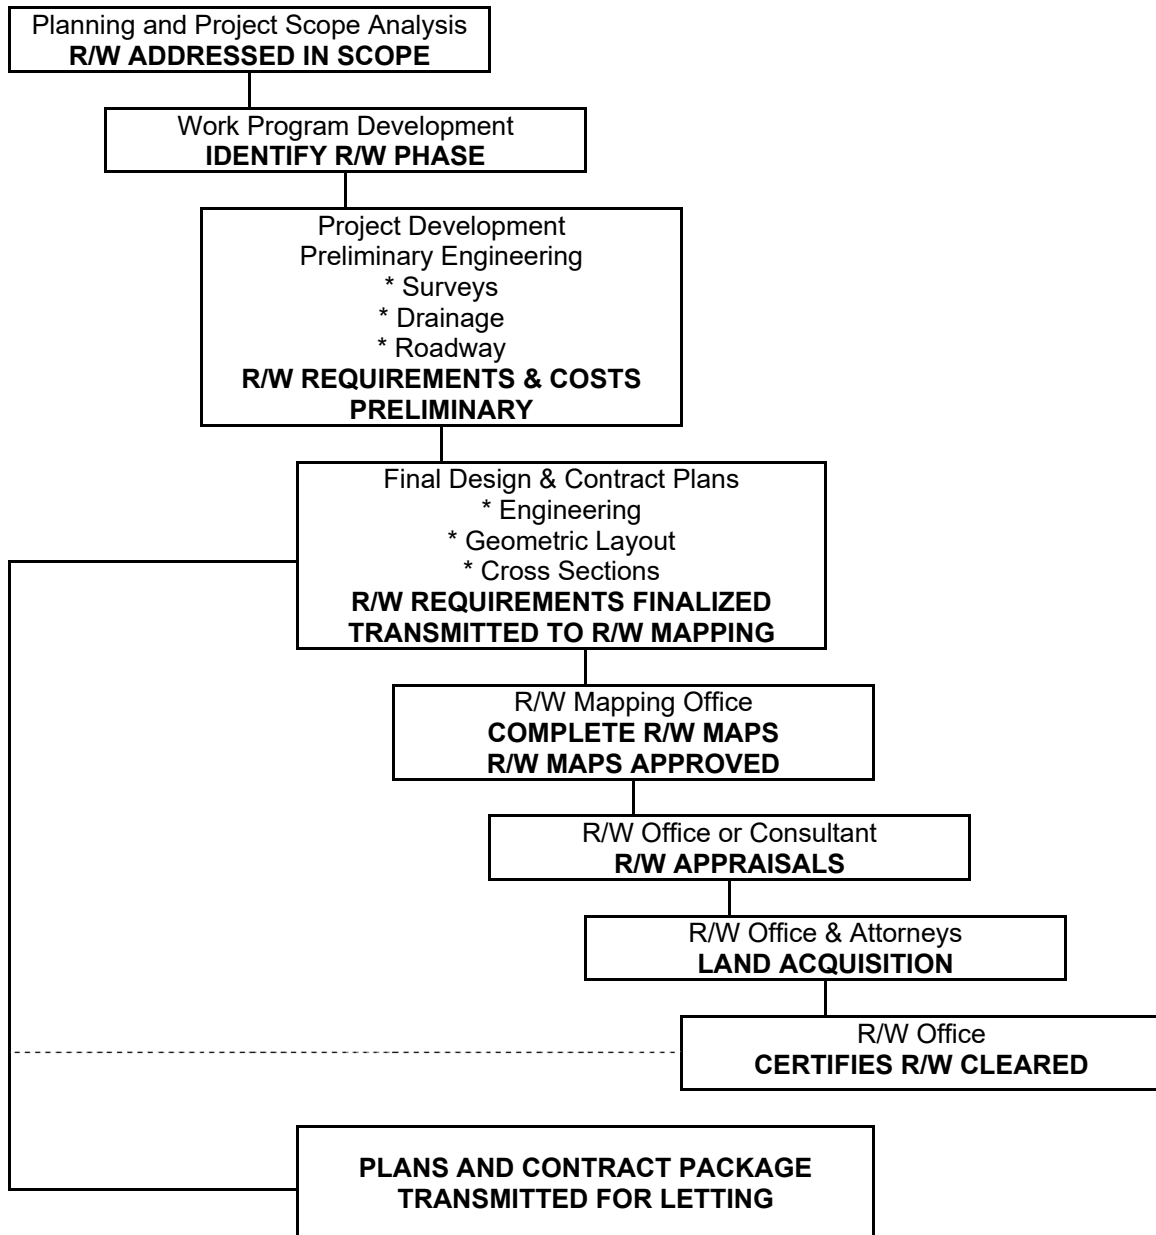 Planning and Project Scope Analysis
R/W ADDRESSED IN SCOPE
Work Program Development
IDENTIFY R/W PHASE
Project Development
Preliminary Engineering
* Surveys
* Drainage
* Roadway
R/W REQUIREMENTS & COSTS
PRELIMINARY
Final Design & Contract Plans
* Engineering
* Geometric Layout
* Cross Sections
R/W REQUIREMENTS FINALIZED
TRANSMITTED TO R/W MAPPING
R/W Mapping Office
COMPLETE R/W MAPS
R/W MAPS APPROVED
R/W Office or Consultant
R/W APPRAISALS
R/W Office & Attorneys
LAND ACQUISITION
R/W Office
CERTIFIES R/W CLEARED
PLANS AND CONTRACT PACKAGE
TRANSMITTED FOR LETTING